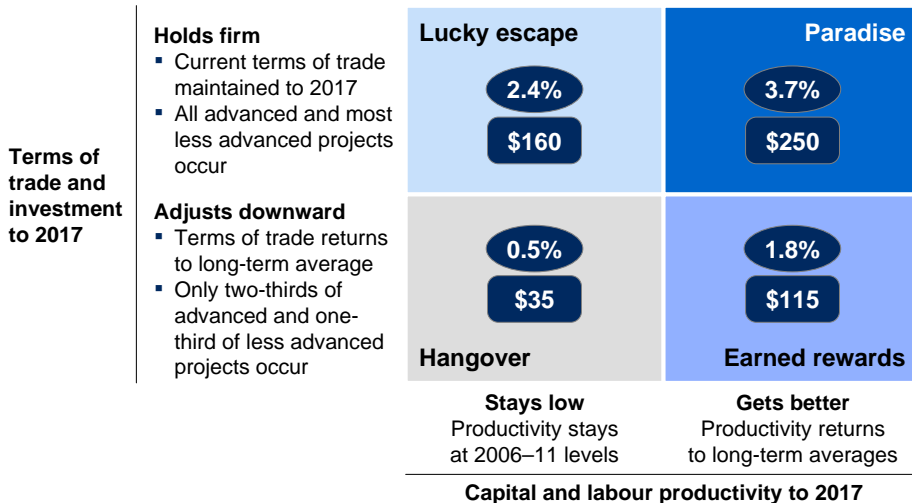 Terms of
trade and
investment
to 2017
Holds firm
▪ Current terms of trade
maintained to 2017
▪ All advanced and most
less advanced projects
occur
Lucky escape
2.4%
$160
Paradise
3.7%
$250
Adjusts downward
▪ Terms of trade returns
to long-term average
▪ Only two-thirds of
advanced and one-
third of less advanced
projects occur
0.5%
$35
Hangover
1.8%
$115
Earned rewards
Stays low
Productivity stays
at 2006–11 levels
Gets better
Productivity returns
to long-term averages
Capital and labour productivity to 2017